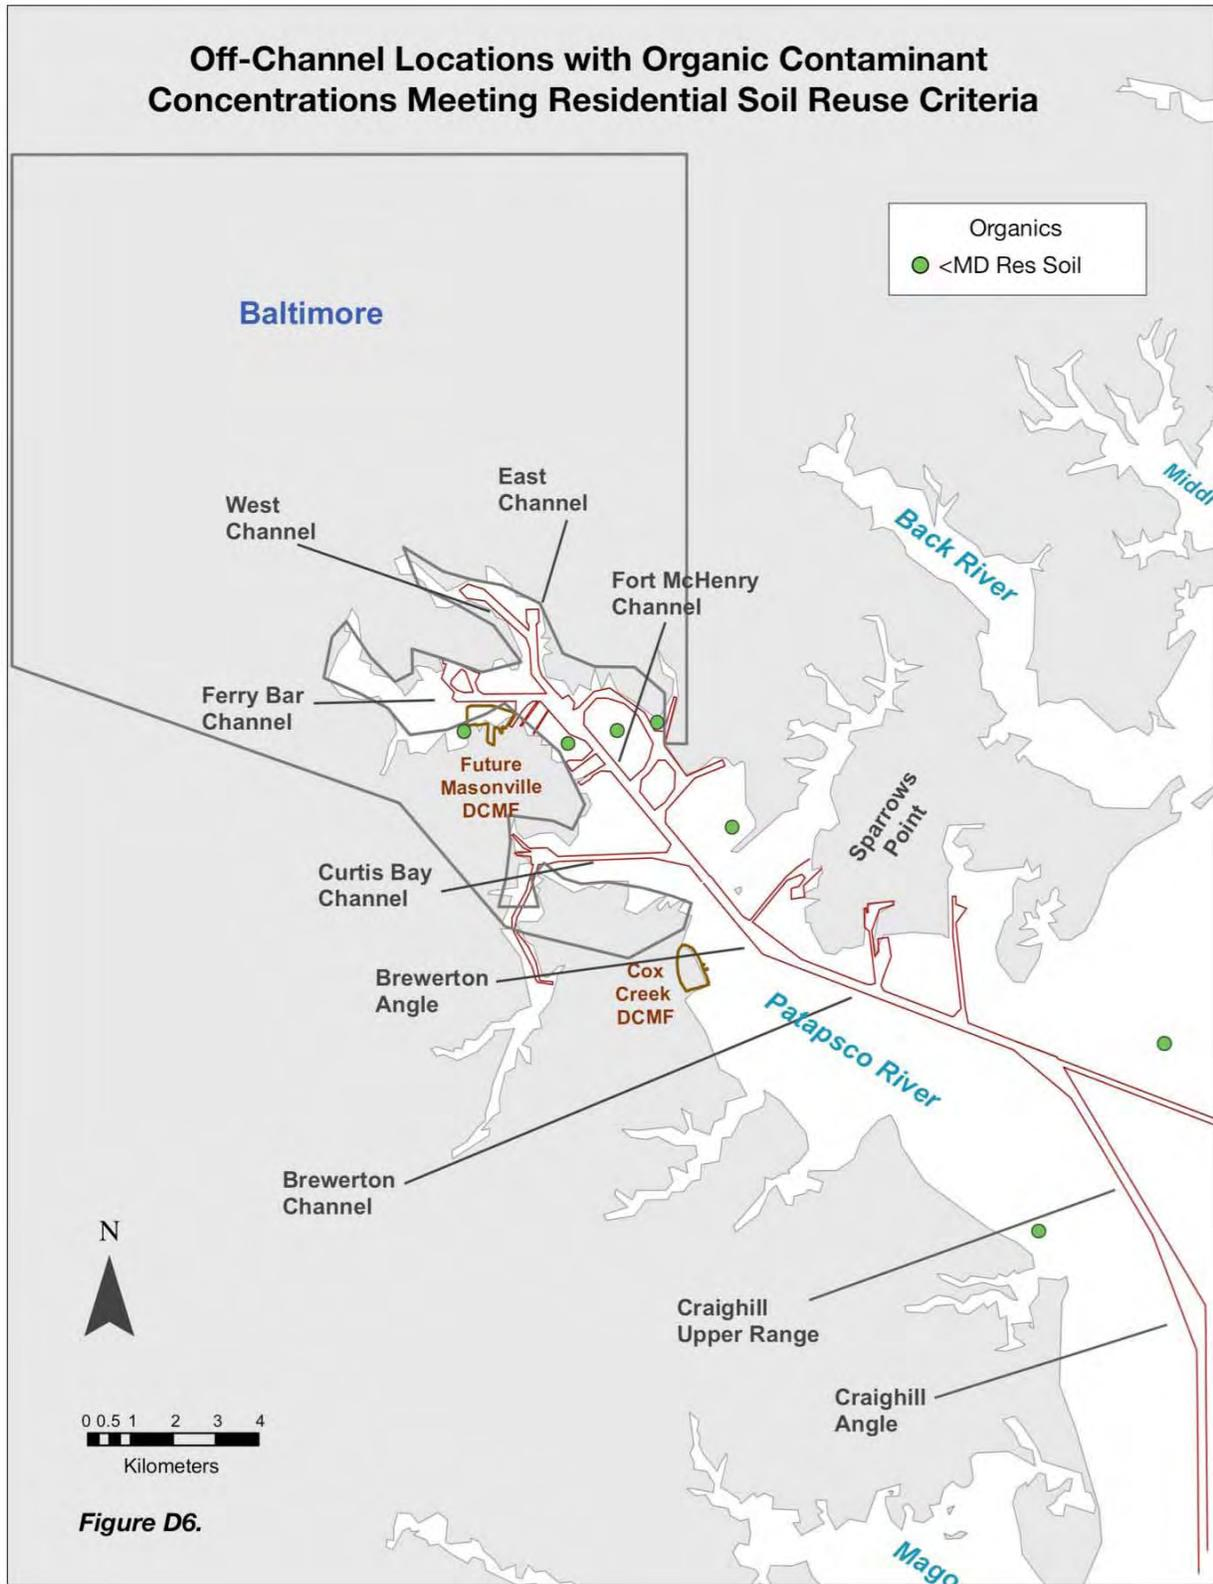 Off-Channel Locations with Organic Contaminant
Concentrations Meeting Residential Soil Reuse Criteria
Organics
<MD Res Soil
Baltimore
Middl
Back River
East
Channel
West
Channel
Fort McHenry
Channel
Ferry Bar
Channel
Future
Masonville
DCMF
Sparrows
Point
Curtis Bay
Channel
Brewerton
Angle
Cox
Creek
DCMF
Patapsco River
Brewerton
Channel
N
Craighill
Upper Range
Craighill
Angle
0 0.5 1 2 3 4
Kilometers
Figure D6.
Mago